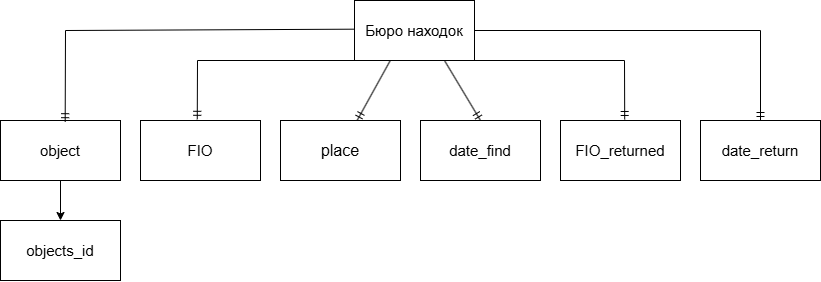 Бюро находок
object
FIO
place
date_find
FIO_returned
date_return
objects_id